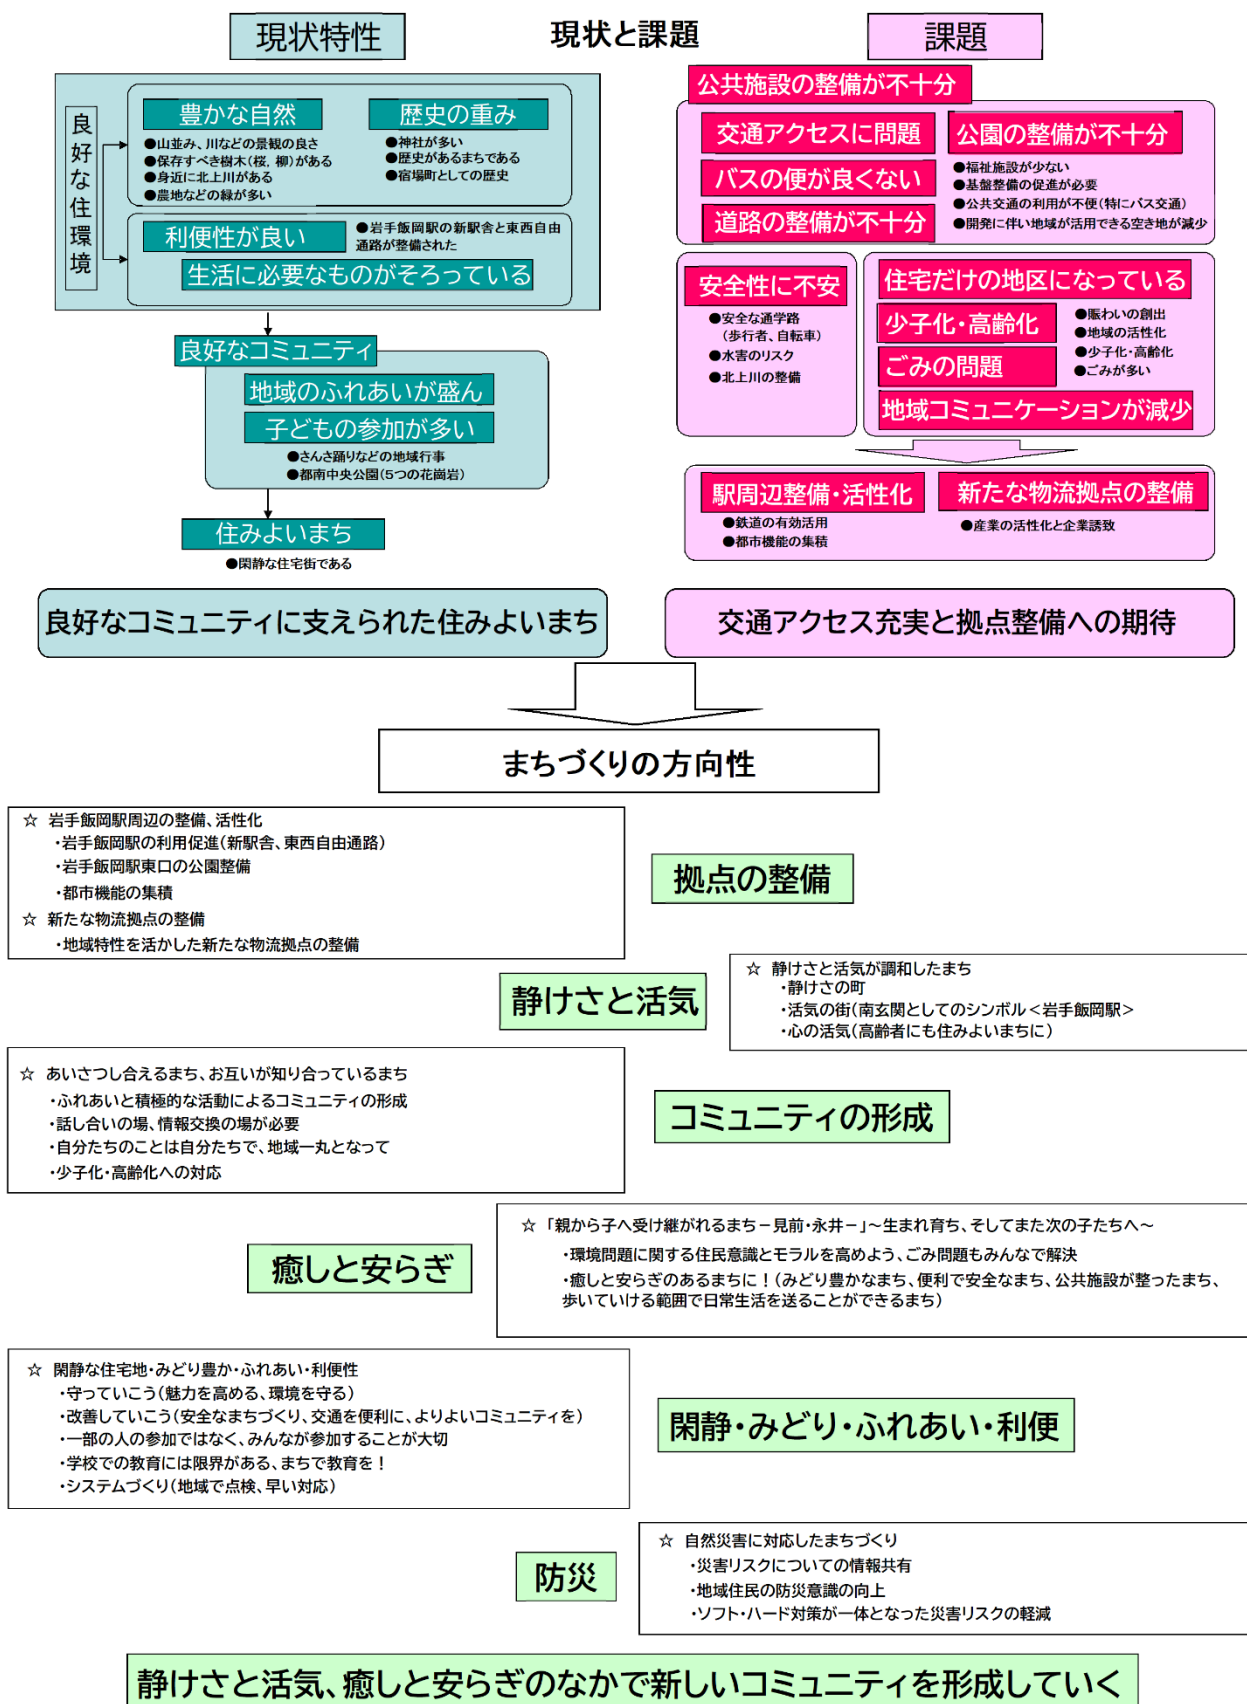 現状と課題
現状特性
良好な住環境
豊かな自然
●山並み、川などの景観の良さ
●保存すべき樹木(桜,柳)がある
●身近に北上川がある
●農地などの緑が多い
歴史の重み
●神社が多い
●歴史があるまちである
●宿場町としての歴史
利便性が良い
●岩手飯岡駅の新駅舎と東西自由
通路が整備された
生活に必要なものがそろっている
良好なコミュニティ
地域のふれあいが盛ん
子どもの参加が多い
●さんさ踊りなどの地域行事
●都南中央公園(5つの花崗岩)
住みよいまち
●閑静な住宅街である
課題
公共施設の整備が不十分
交通アクセスに問題
バスの便が良くない
道路の整備が不十分
公園の整備が不十分
●福祉施設が少ない
●基盤整備の促進が必要
●公共交通の利用が不便(特にバス交通)
●開発に伴い地域が活用できる空き地が減少
安全性に不安
●安全な通学路
(歩行者、自転車)
●水害のリスク
●北上川の整備
住宅だけの地区になっている
少子化・高齢化
ごみの問題
●賑わいの創出
●地域の活性化
●少子化・高齢化
●ごみが多い
地域コミュニケーションが減少
駅周辺整備・活性化
●鉄道の有効活用
●都市機能の集積
新たな物流拠点の整備
●産業の活性化と企業誘致
良好なコミュニティに支えられた住みよいまち
交通アクセス充実と拠点整備への期待
まちづくりの方向性
☆ 岩手飯岡駅周辺の整備、活性化
・岩手飯岡駅の利用促進(新駅舎、東西自由通路)
・岩手飯岡駅東口の公園整備
・都市機能の集積
☆ 新たな物流拠点の整備
・地域特性を活かした新たな物流拠点の整備
拠点の整備
静けさと活気
☆ 静けさと活気が調和したまち
・静けさの町
・活気の街(南玄関としてのシンボル<岩手飯岡駅>
・心の活気(高齢者にも住みよいまちに)
☆ あいさつし合えるまち、お互いが知り合っているまち
・ふれあいと積極的な活動によるコミュニティの形成
・話し合いの場、情報交換の場が必要
・自分たちのことは自分たちで、地域一丸となって
・少子化・高齢化への対応
コミュニティの形成
癒しと安らぎ
☆ 「親から子へ受け継がれるまち-見前・永井-」~生まれ育ち、そしてまた次の子たちへ~
・環境問題に関する住民意識とモラルを高めよう、ごみ問題もみんなで解決
・癒しと安らぎのあるまちに!(みどり豊かなまち、便利で安全なまち、公共施設が整ったまち、
歩いていける範囲で日常生活を送ることができるまち)
☆ 閑静な住宅地・みどり豊か・ふれあい・利便性
・守っていこう(魅力を高める、環境を守る)
・改善していこう(安全なまちづくり、交通を便利に、よりよいコミュニティを)
・一部の人の参加ではなく、みんなが参加することが大切
・学校での教育には限界がある、まちで教育を!
・システムづくり(地域で点検、早い対応)
閑静・みどり・ふれあい・利便
防災
☆ 自然災害に対応したまちづくり
・災害リスクについての情報共有
・地域住民の防災意識の向上
・ソフト・ハード対策が一体となった災害リスクの軽減
静けさと活気、癒しと安らぎのなかで新しいコミュニティを形成していく